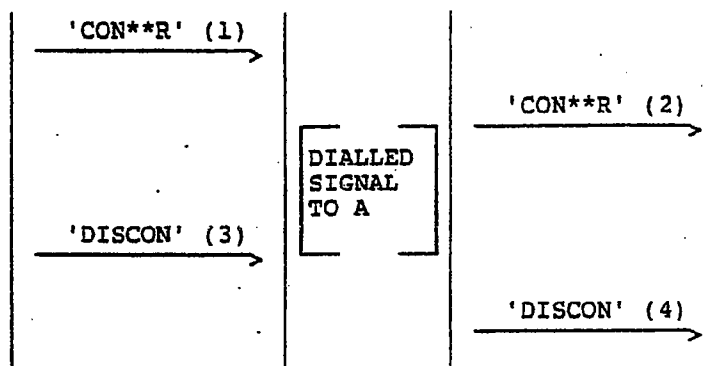 'CON**R' (1)
'CON**R' (2)
DIALLED
SIGNAL
TO A
'DISCON' (3)
'DISCON' (4)